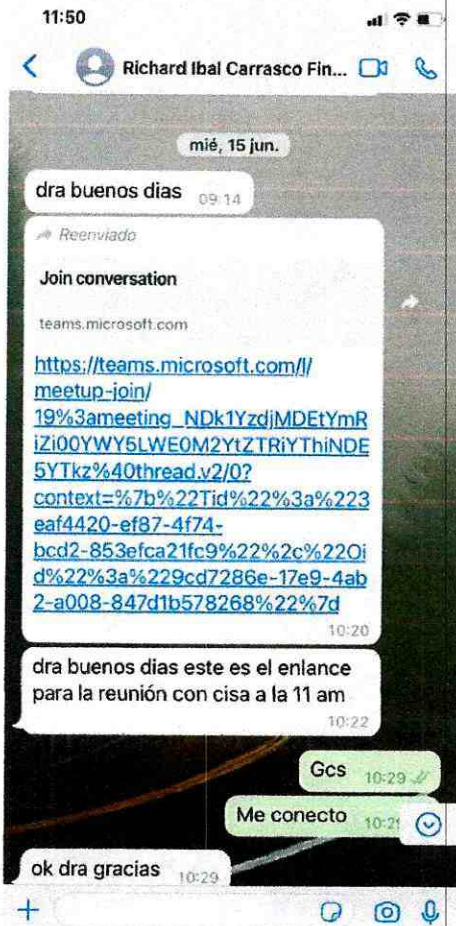 11:50
Richard Ibal Carrasco Fin...
mié, 15 jun.
dra buenos dias 09:14
Reenviado
Join conversation
teams.microsoft.com
https://teams.microsoft.com/l/
meetup-join/
19%3ameeting_NDk1YzdjMDEtYmR
iZi00YWY5LWE0M2YtZTRiYThiNDE
5YTkz%40thread.v2/0?
context=%7b%22Tid%22%3a%223
eaf4420-ef87-4f74-
bcd2-853efca21fc9%22%2c%22Oi
d%22%3a%229cd7286e-17e9-4ab
2-a008-847d1b578268%22%7d
10:20
dra buenos dias este es el enlance
para la reunión con cisa a la 11 am
10:22
Gcs 10:29
Me conecto 10:29
ok dra gracias 10:29